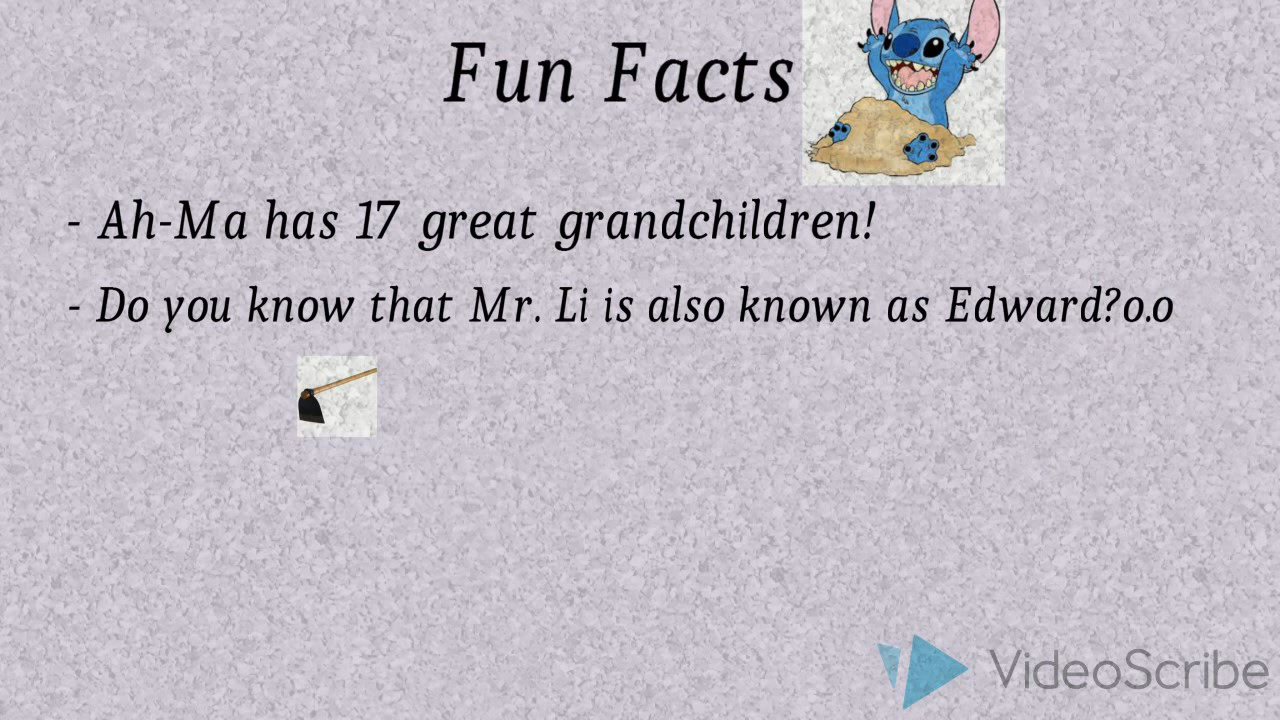 Fun Facts
- Ah-Ma has 17 great grandchildren!
- Do you know that Mr. Li is also known as Edward?o.o
VideoScribe